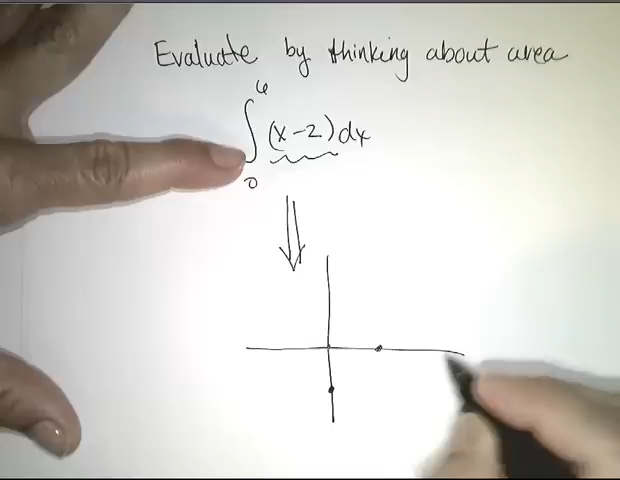 Evaluate by thinking about area
∫₀⁶ (x-2) dx